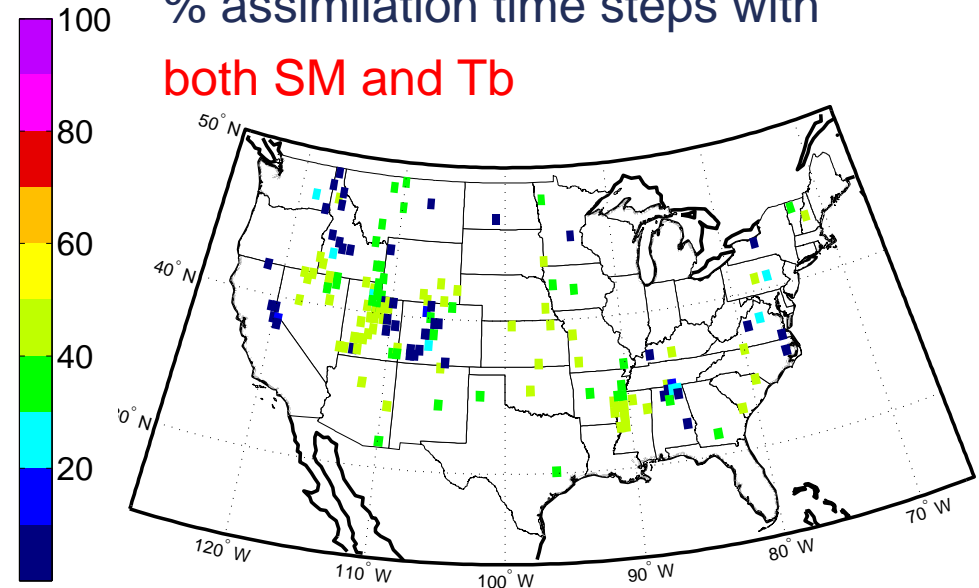 % assimilation time steps with
both SM and Tb
100
80
60
40
20
50° N
40° N
0° N
120° W
110° W
100° W
90° W
80° W
70° W